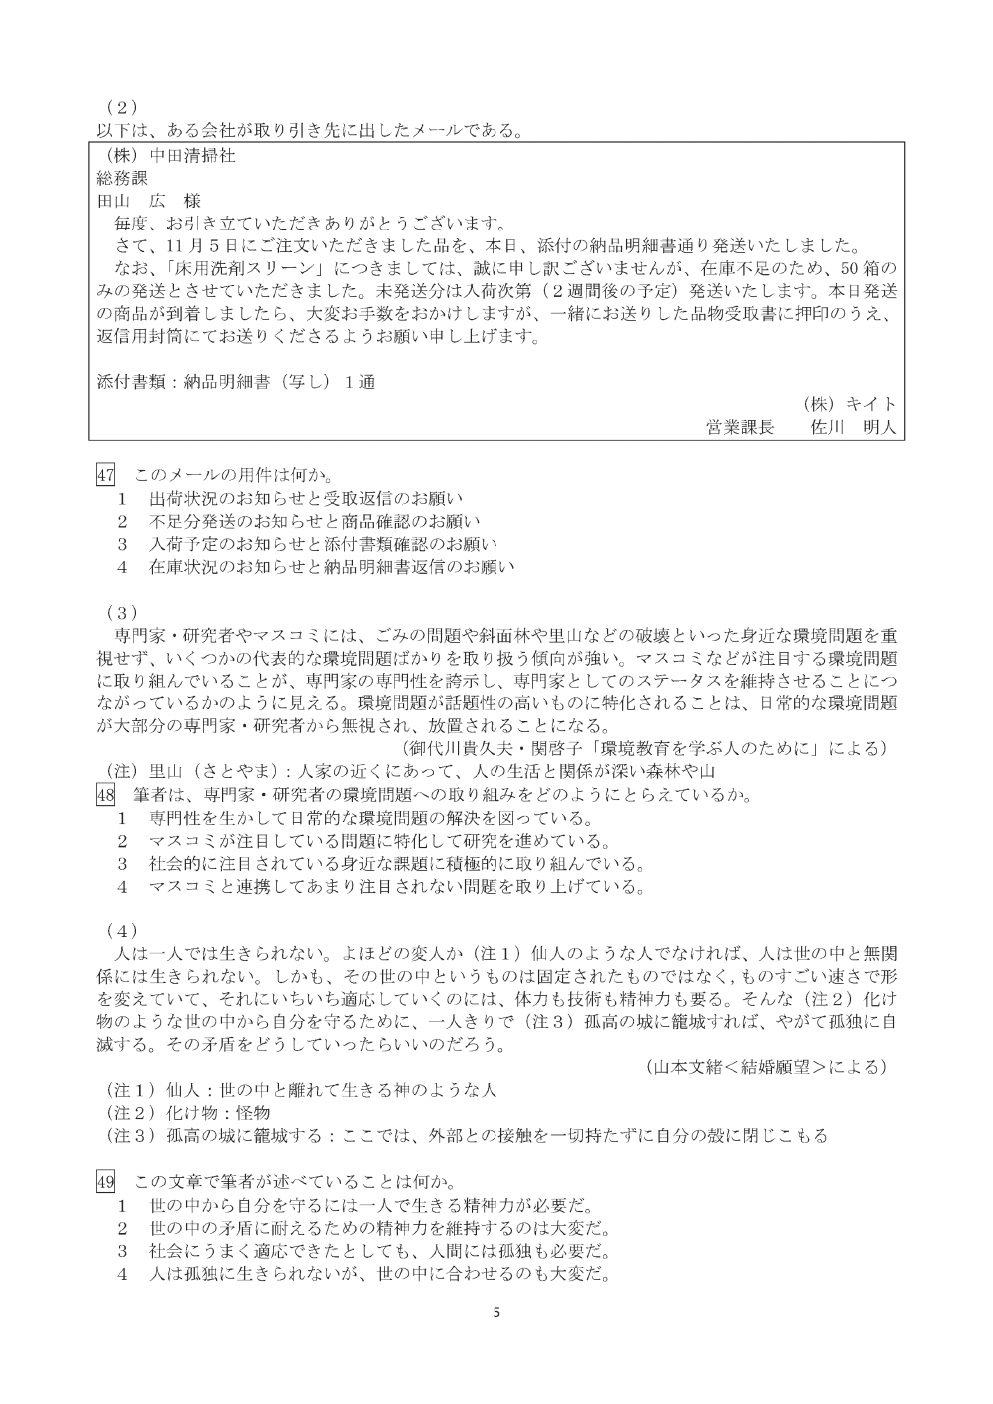 （２）
以下は、ある会社が取り引き先に出したメールである。
（株）中田清掃社
総務課
田山　広　様
　毎度、お引き立ていただきありがとうございます。
　さて、11 月５日にご注文いただきました品を、本日、添付の納品明細書通り発送いたしました。
　なお、「床用洗剤スリーン」につきましては、誠に申し訳ございませんが、在庫不足のため、50 箱の
みの発送とさせていただきました。未発送分は入荷次第（２週間後の予定）発送いたします。本日発送
の商品が到着しましたら、大変お手数をおかけしますが、一緒にお送りした品物受取書に押印のうえ、
返信用封筒にてお送りくださるようお願い申し上げます。
添付書類：納品明細書（写し）１通
（株）キイト
営業課長　　佐川　明人
47　このメールの用件は何か。
１　出荷状況のお知らせと受取返信のお願い
２　不足分発送のお知らせと商品確認のお願い
３　入荷予定のお知らせと添付書類確認のお願い
４　在庫状況のお知らせと納品明細書返信のお願い
（３）
　専門家・研究者やマスコミには、ごみの問題や斜面林や里山などの破壊といった身近な環境問題を重
視せず、いくつかの代表的な環境問題ばかりを取り扱う傾向が強い。マスコミなどが注目する環境問題
に取り組んでいることが、専門家の専門性を誇示し、専門家としてのステータスを維持させることにつ
ながっているかのように見える。環境問題が話題性の高いものに特化されることは、日常的な環境問題
が大部分の専門家・研究者から無視され、放置されることになる。
（御代川貴久夫・関啓子「環境教育を学ぶ人のために」による）
（注）里山（さとやま）：人家の近くにあって、人の生活と関係が深い森林や山
48　筆者は、専門家・研究者の環境問題への取り組みをどのようにとらえているか。
１　専門性を生かして日常的な環境問題の解決を図っている。
２　マスコミが注目している問題に特化して研究を進めている。
３　社会的に注目されている身近な課題に積極的に取り組んでいる。
４　マスコミと連携してあまり注目されない問題を取り上げている。
（４）
　人は一人では生きられない。よほどの変人か（注１）仙人のような人でなければ、人は世の中と無関
係には生きられない。しかも、その世の中というものは固定されたものではなく,ものすごい速さで形
を変えていて、それにいちいち適応していくのには、体力も技術も精神力も要る。そんな（注２）化け
物のような世の中から自分を守るために、一人きりで（注３）孤高の城に籠城すれば、やがて孤独に自
滅する。その矛盾をどうしていったらいいのだろう。
（山本文緒＜結婚願望＞による）
（注１）仙人：世の中と離れて生きる神のような人
（注２）化け物：怪物
（注３）孤高の城に籠城する：ここでは、外部との接触を一切持たずに自分の殻に閉じこもる
49　この文章で筆者が述べていることは何か。
１　世の中から自分を守るには一人で生きる精神力が必要だ。
２　世の中の矛盾に耐えるための精神力を維持するのは大変だ。
３　社会にうまく適応できたとしても、人間には孤独も必要だ。
４　人は孤独に生きられないが、世の中に合わせるのも大変だ。
5